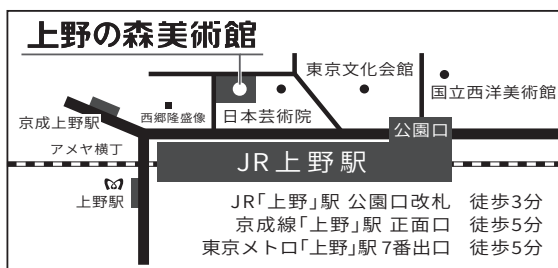 上野の森美術館
東京文化会館
国立西洋美術館
京成上野駅
西郷隆盛像
日本芸術院
公園口
アメヤ横丁
JR上野駅
上野駅
JR「上野」駅 公園口改札 徒歩3分
京成線「上野」駅 正面口 徒歩5分
東京メトロ「上野」駅 7番出口 徒歩5分